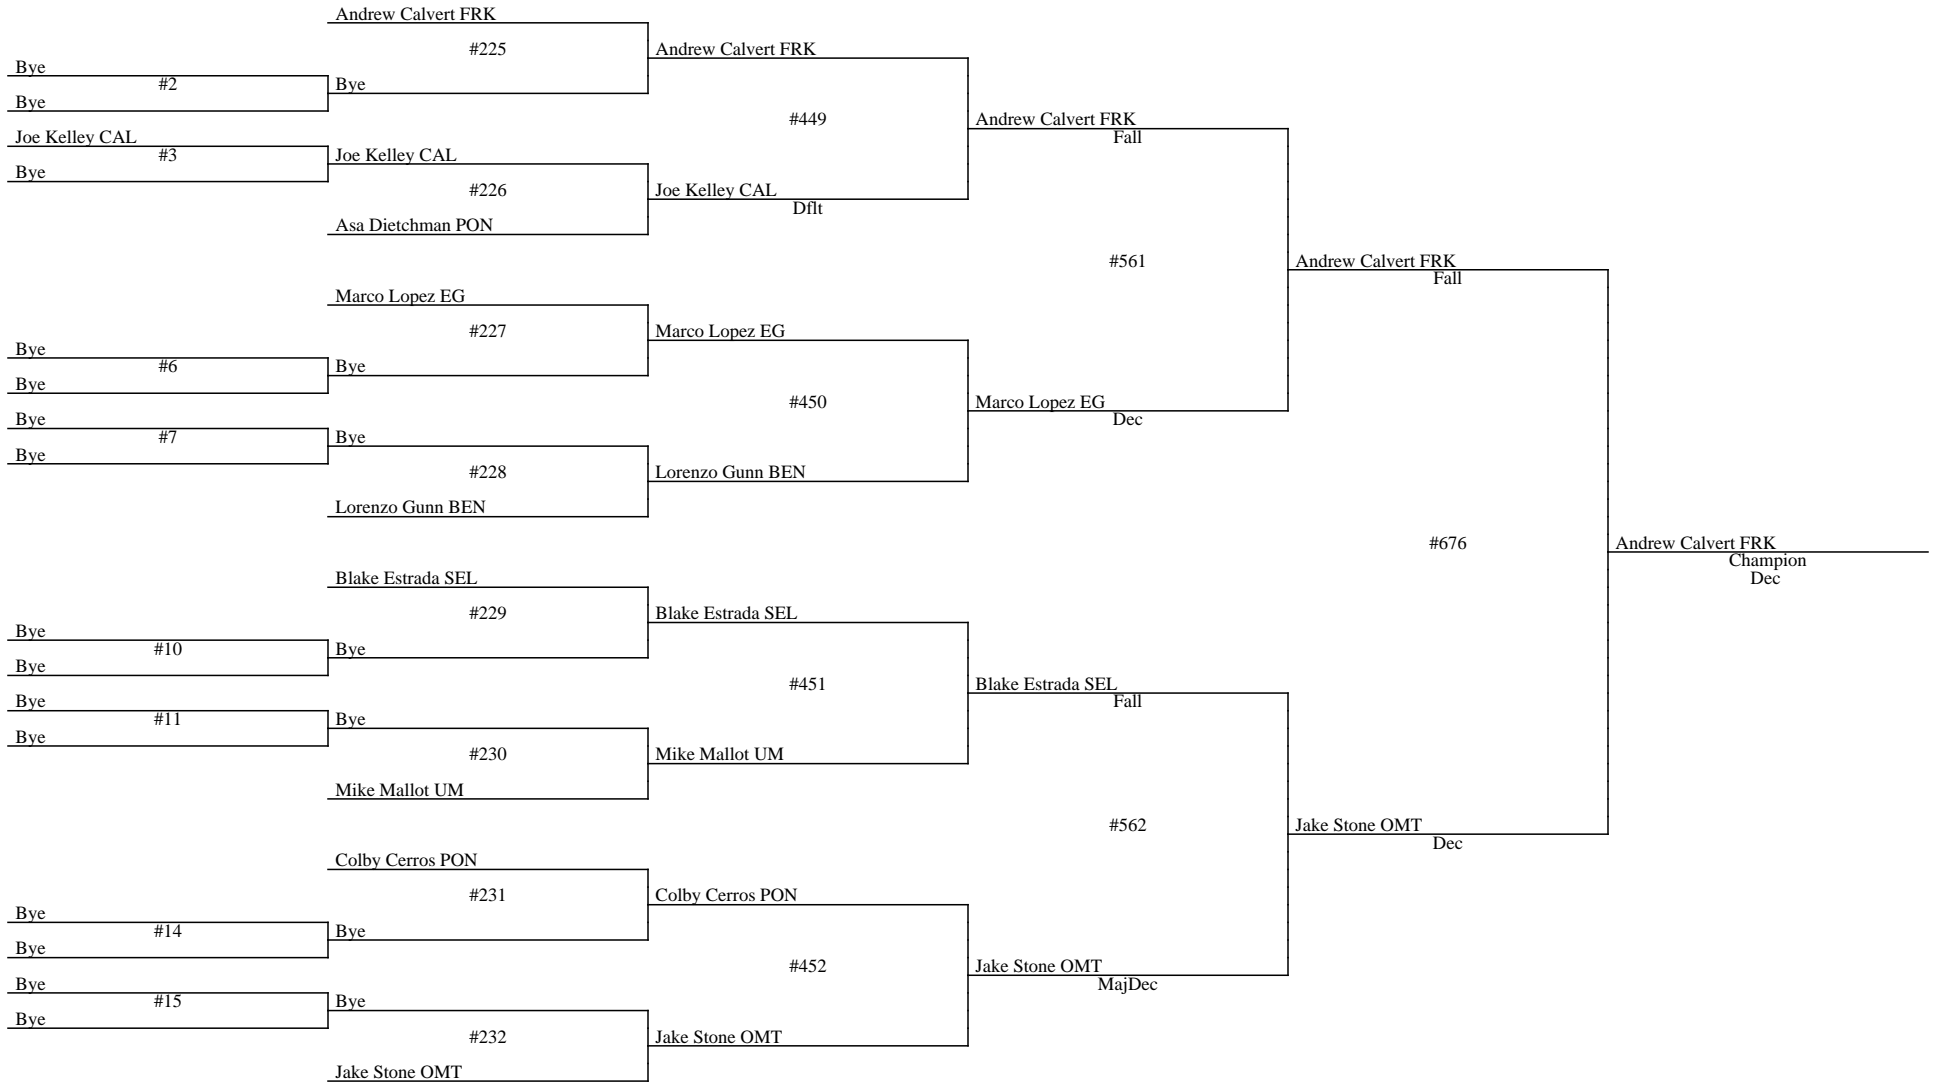 Andrew Calvert FRK
#225
Andrew Calvert FRK
Bye
#2
Bye
Bye
#449
Andrew Calvert FRK
Fall
Joe Kelley CAL
#3
Joe Kelley CAL
Bye
#226
Joe Kelley CAL
Dflt
Asa Dietchman PON
#561
Andrew Calvert FRK
Fall
Marco Lopez EG
#227
Marco Lopez EG
Bye
#6
Bye
Bye
#450
Marco Lopez EG
Dec
Bye
#7
Bye
Bye
#228
Lorenzo Gunn BEN
Lorenzo Gunn BEN
#676
Andrew Calvert FRK
Champion
Dec
Blake Estrada SEL
#229
Blake Estrada SEL
Bye
#10
Bye
Bye
#451
Blake Estrada SEL
Fall
Bye
#11
Bye
Bye
#230
Mike Mallot UM
Mike Mallot UM
#562
Jake Stone OMT
Dec
Colby Cerros PON
#231
Colby Cerros PON
Bye
#14
Bye
Bye
#452
Jake Stone OMT
MajDec
Bye
#15
Bye
Bye
#232
Jake Stone OMT
Jake Stone OMT